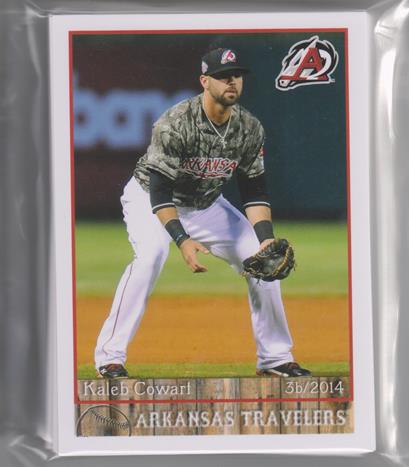 A
ARKANSAS
Kaleb Cowart
3b/2014
ARKANSAS TRAVELERS